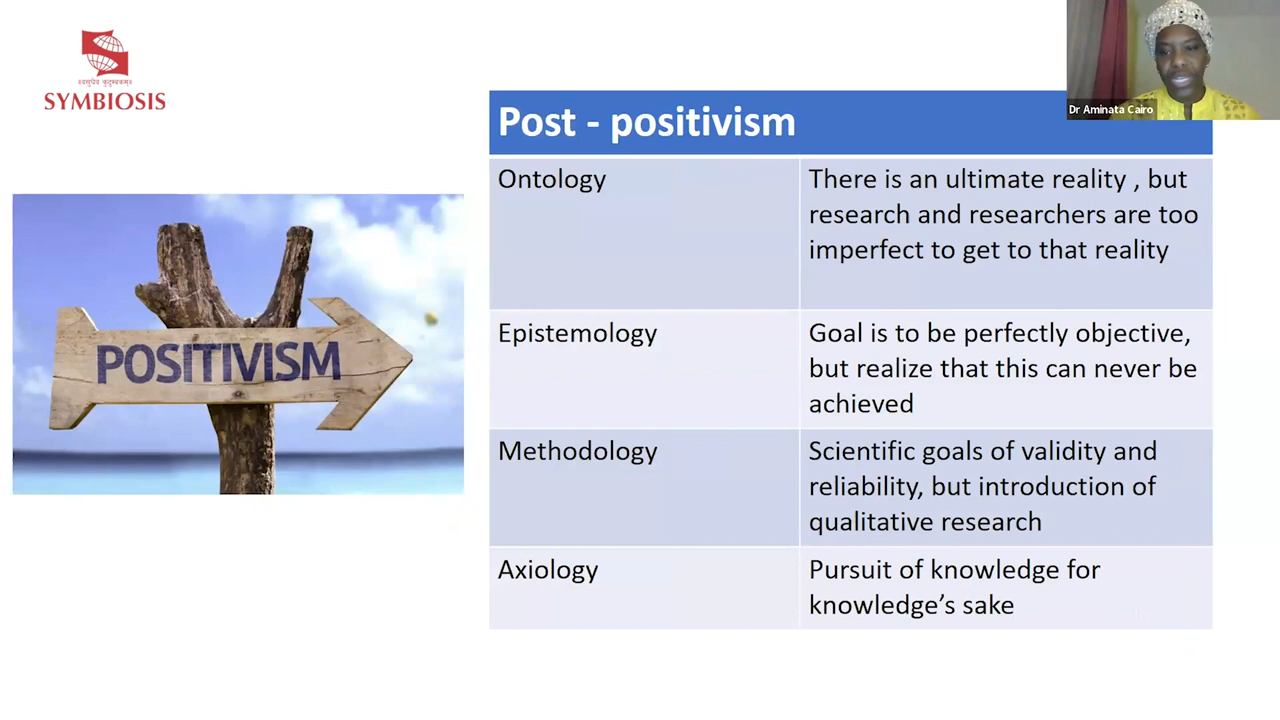 वसुधैव कुटुम्बकम्
SYMBIOSIS
Dr Aminata Cairo
Post - positivism
POSITIVISM
Ontology
There is an ultimate reality , but
research and researchers are too
imperfect to get to that reality
Epistemology
Goal is to be perfectly objective,
but realize that this can never be
achieved
Methodology
Scientific goals of validity and
reliability, but introduction of
qualitative research
Axiology
Pursuit of knowledge for
knowledge’s sake